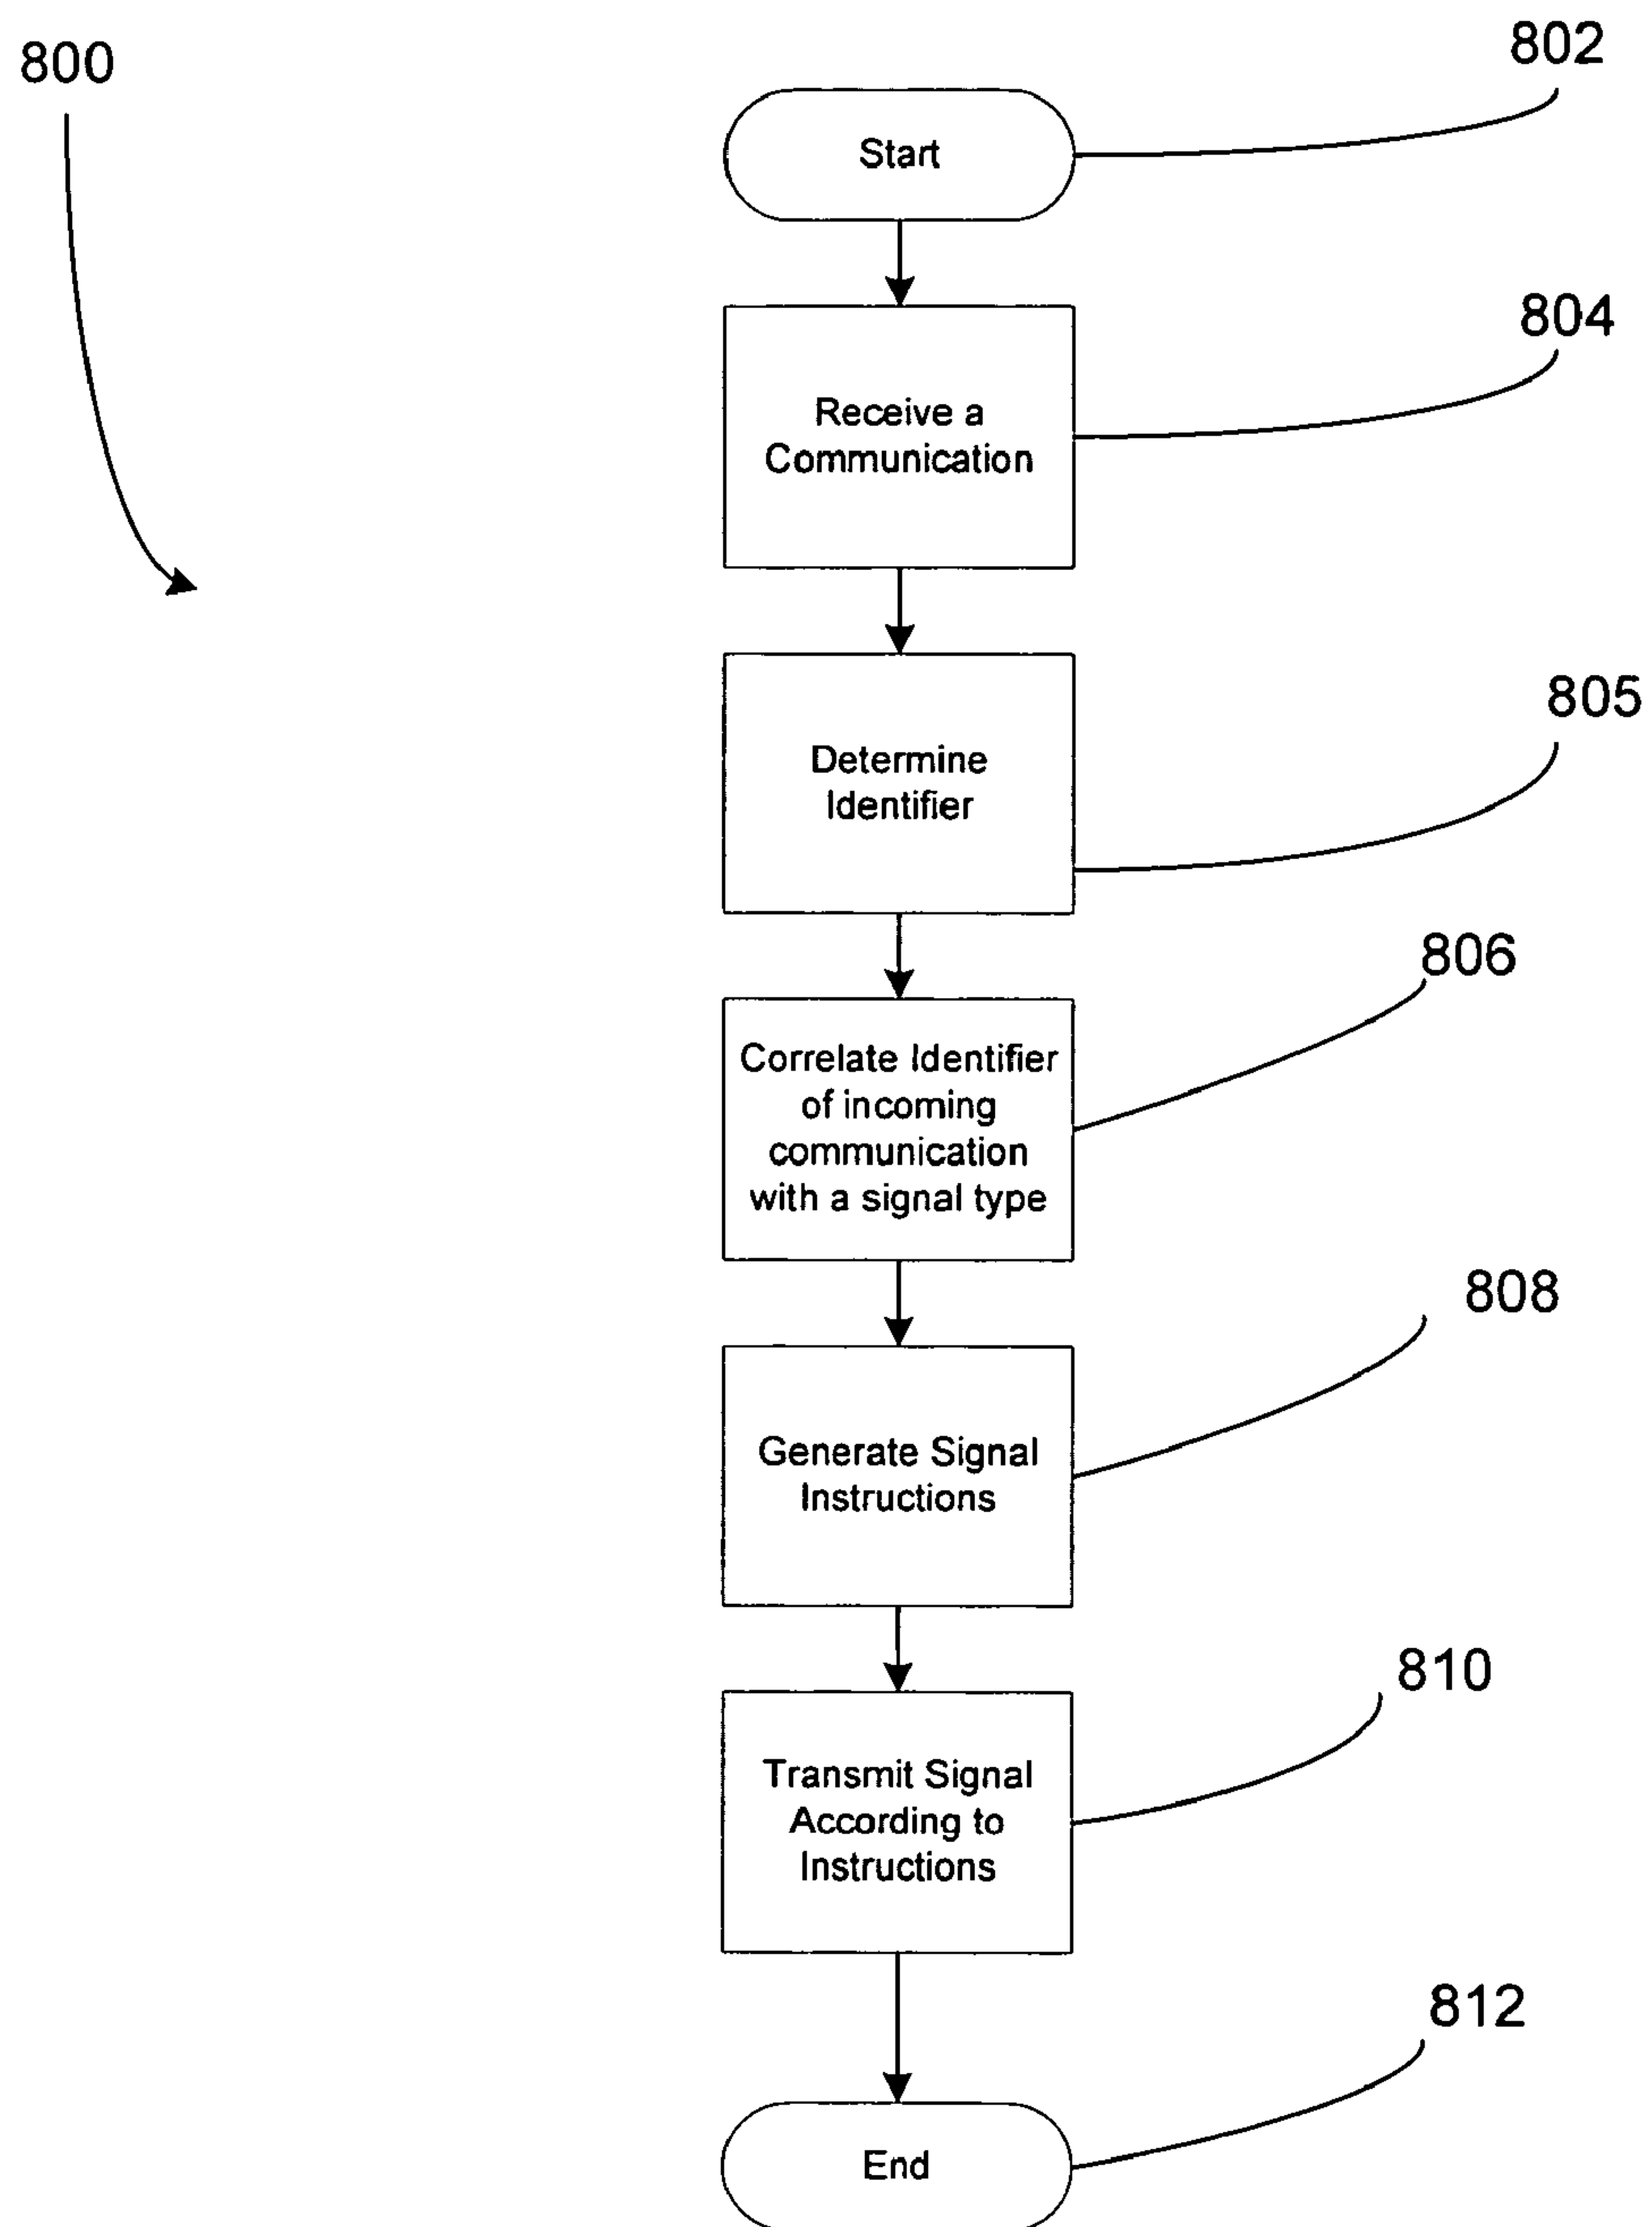 800
802
Start
804
Receive a
Communication
805
Determine
Identifier
806
Correlate Identifier
of incoming
communication
with a signal type
808
Generate Signal
Instructions
810
Transmit Signal
According to
Instructions
812
End